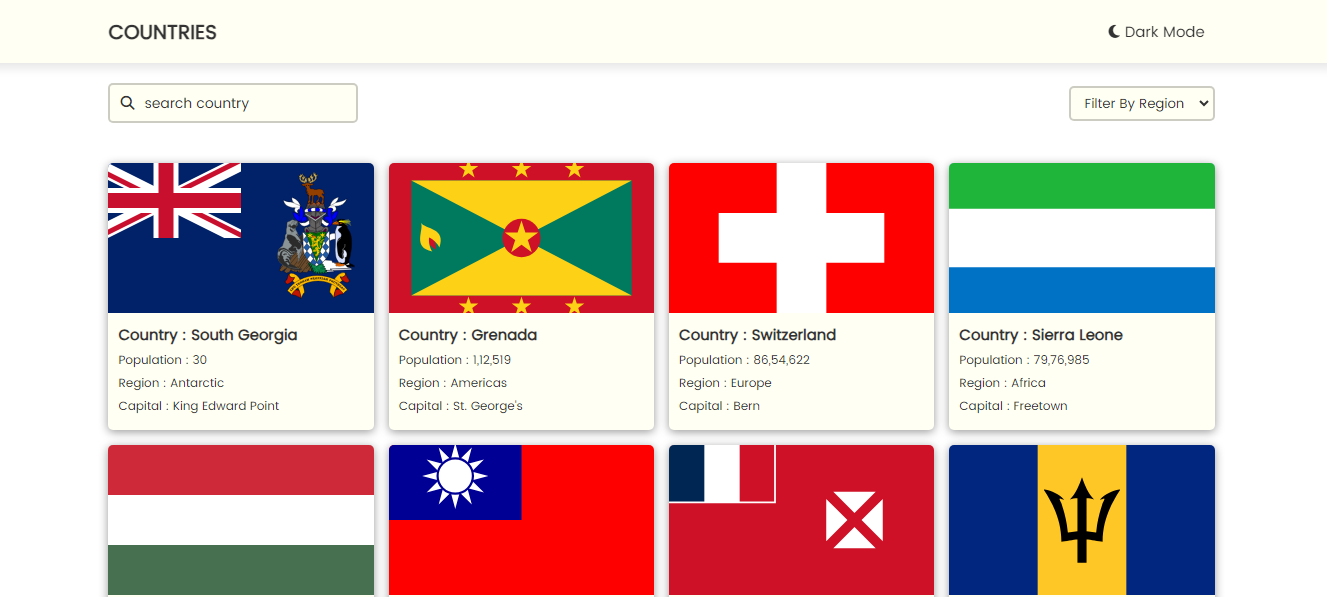 COUNTRIES
Dark Mode
search country
Filter By Region
Country : South Georgia
Population : 30
Region : Antarctic
Capital : King Edward Point
Country : Grenada
Population : 1,12,519
Region : Americas
Capital : St. George's
Country : Switzerland
Population : 86,54,622
Region : Europe
Capital : Bern
Country : Sierra Leone
Population : 79,76,985
Region : Africa
Capital : Freetown